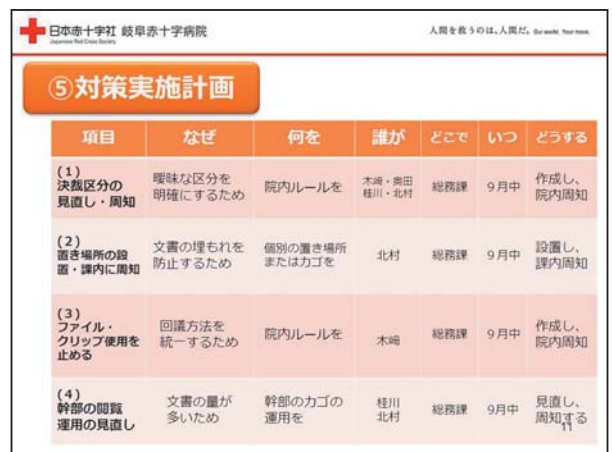 日本赤十字社 岐阜赤十字病院
Japanese Red Cross Society
人間を救うのは、人間だ。 Our world. Your move.
⑤対策実施計画
項目 なぜ 何を 誰が どこで いつ どうする
(1)
決裁区分の
見直し・周知
曖昧な区分を
明確にするため
院内ルールを
木﨑・奥田
桂川・北村
総務課
9月中
作成し、
院内周知
(2)
置き場所の設
置・課内に周知
文書の埋もれを
防止するため
個別の置き場所
またはカゴを
北村
総務課
9月中
設置し、
課内周知
(3)
ファイル・
クリップ使用を
止める
回議方法を
統一するため
院内ルールを
木﨑
総務課
9月中
作成し、
院内周知
(4)
幹部の閲覧
運用の見直し
文書の量が
多いため
幹部のカゴの
運用を
桂川
北村
総務課
9月中
見直し、
周知する
11